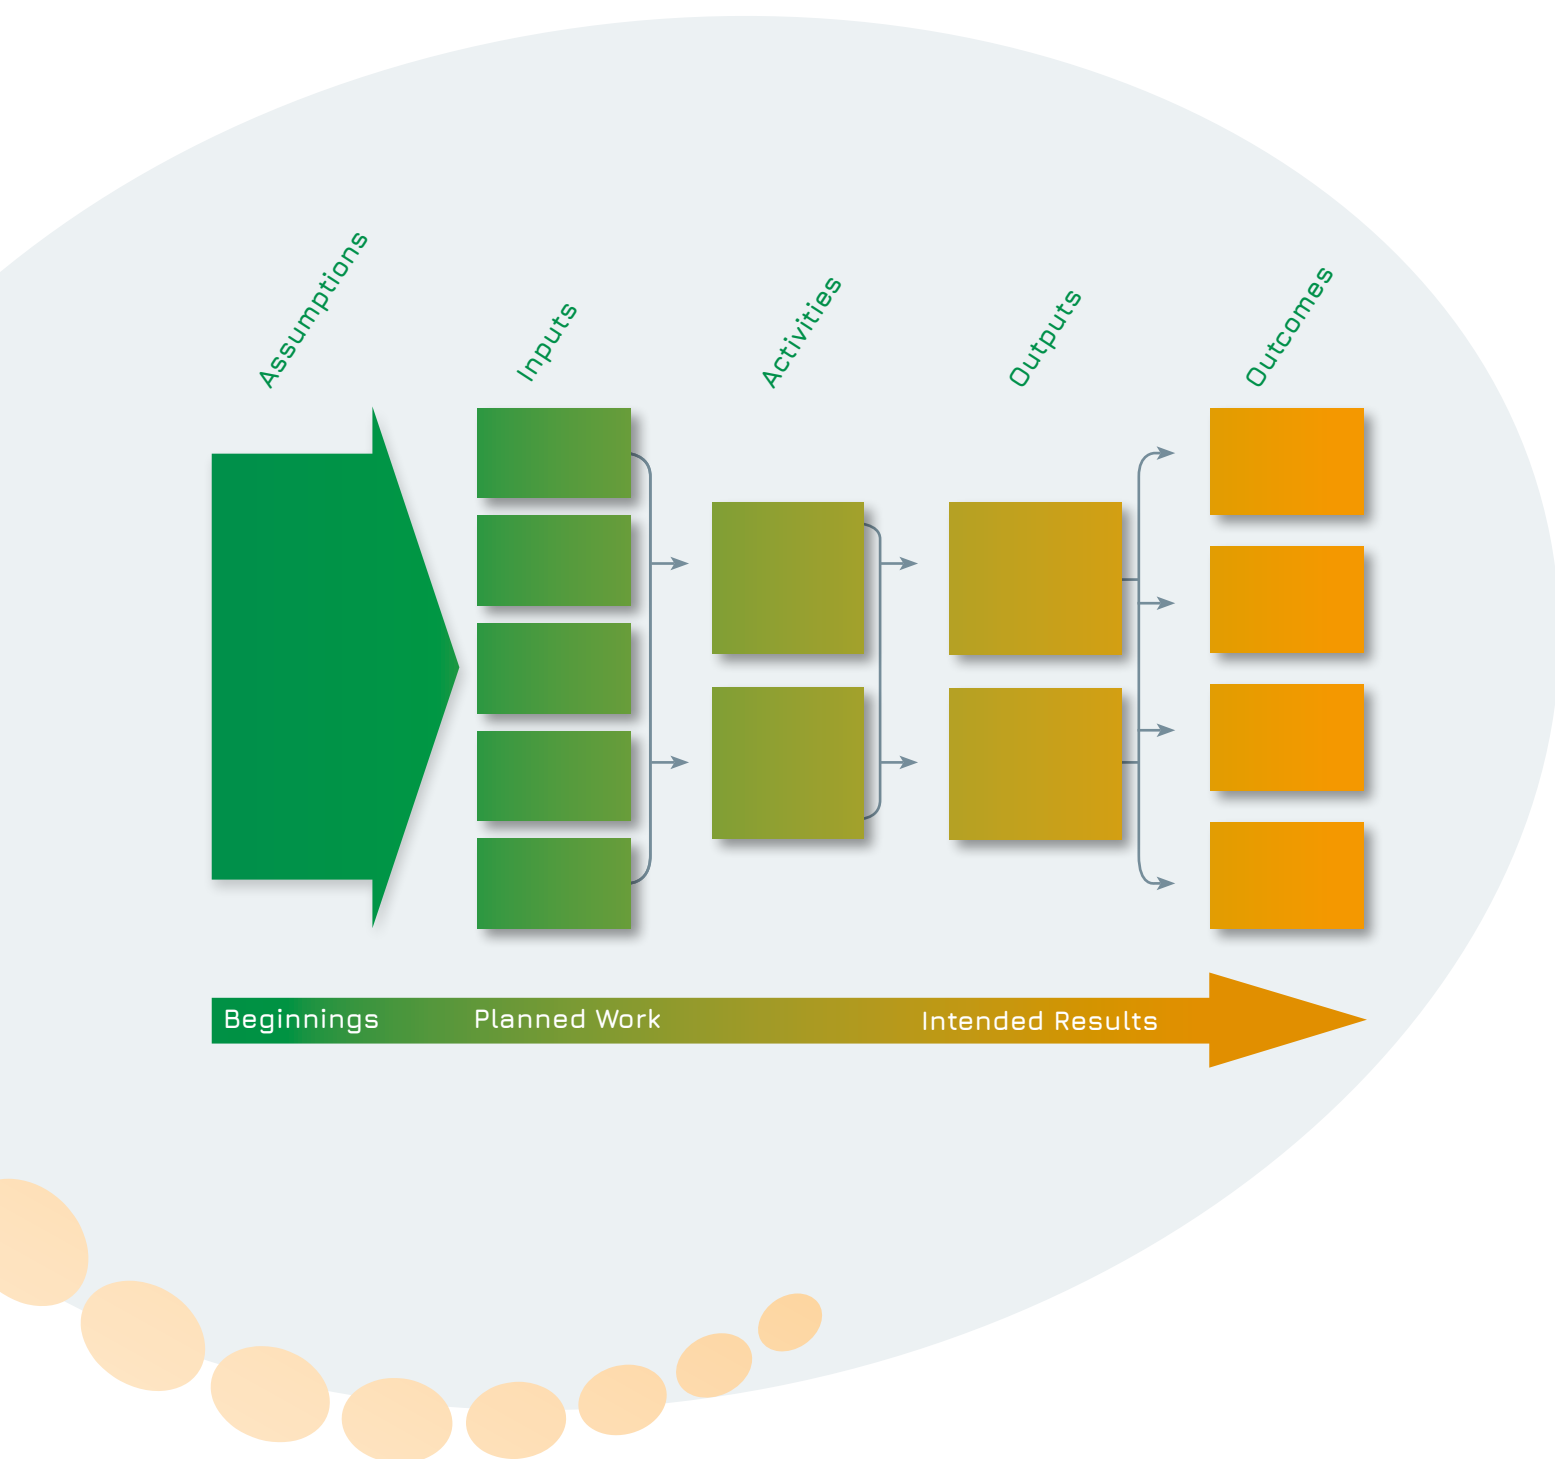 Assumptions
Inputs
Activities
Outputs
Outcomes
Beginnings
Planned Work
Intended Results